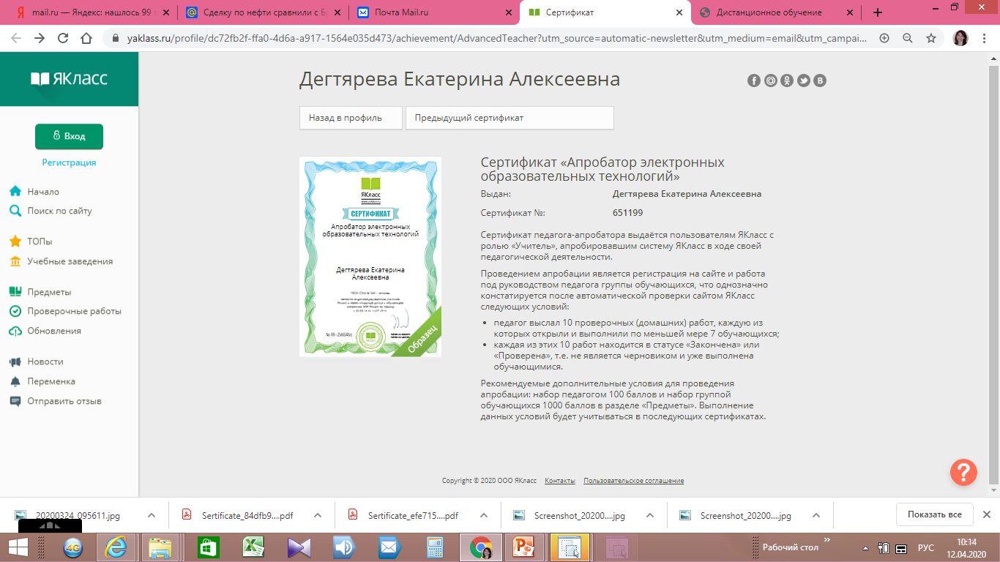 mail.ru — Яндекс: нашлось 99
Сделку по нефти сравнили с Б
Почта Mail.ru
Сертификат
Дистанционное обучение
yaklass.ru/profile/dc72fb2f-ffa0-4d6a-a917-1564e035d473/achievement/AdvancedTeacher?utm_source=automatic-newsletter&utm_medium=email&utm_campai...
ЯКласс
Вход
Регистрация
Начало
Поиск по сайту
ТОПы
Учебные заведения
Предметы
Проверочные работы
Обновления
Новости
Переменка
Отправить отзыв
Дегтярева Екатерина Алексеевна
Назад в профиль
Предыдущий сертификат
ЯКласс
www.yaklass.ru
СЕРТИФИКАТ
Апробатор электронных
образовательных технологий
Дегтярева Екатерина
Алексеевна
ЯКласс
Образец
Сертификат «Апробатор электронных
образовательных технологий»
Выдан: Дегтярева Екатерина Алексеевна
Сертификат №: 651199
Сертификат педагога-апробатора выдаётся пользователям ЯКласс с
ролью «Учитель», апробировавшим систему ЯКласс в ходе своей
педагогической деятельности.
Проведением апробации является регистрация на сайте и работа
под руководством педагога группы обучающихся, что однозначно
констатируется после автоматической проверки сайтом ЯКласс
следующих условий:
• педагог выслал 10 проверочных (домашних) работ, каждую из
которых открыли и выполнили по меньшей мере 7 обучающихся;
• каждая из этих 10 работ находится в статусе «Закончена» или
«Проверена», т.е. не является черновиком и уже выполнена
обучающимися.
Рекомендуемые дополнительные условия для проведения
апробации: набор педагогом 100 баллов и набор группой
обучающихся 1000 баллов в разделе «Предметы». Выполнение
данных условий будет учитываться в последующих сертификатах.
Copyright © 2020 ООО ЯКласс Контакты Пользовательское соглашение
?
20200324_095611.jpg
Sertificate_84dfb9....pdf
Sertificate_efe715....pdf
Screenshot_20200....jpg
Screenshot_20200....jpg
Показать все
4G
Рабочий стол
РУС
10:14
12.04.2020